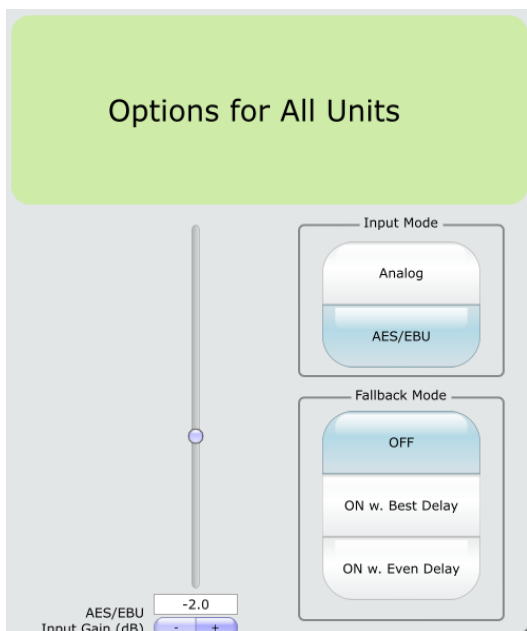 Options for All Units
Input Mode
Analog
AES/EBU
Fallback Mode
OFF
ON w. Best Delay
ON w. Even Delay
-2.0
AES/EBU
Input Gain (dB)
- +